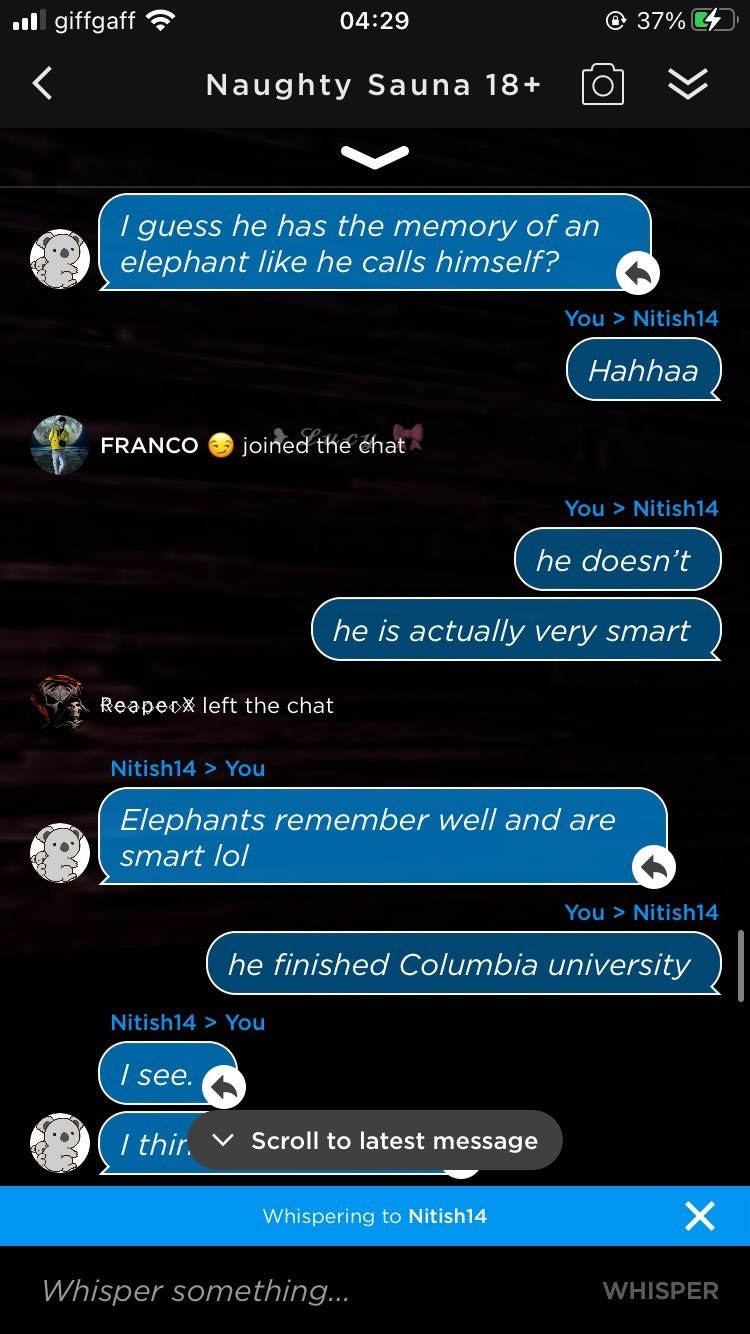 giffgaff 04:29 37%
Naughty Sauna 18+
I guess he has the memory of an
elephant like he calls himself?
You > Nitish14
Hahhaa
FRANCO 😏 joined the chat
You > Nitish14
he doesn’t
he is actually very smart
ReaperX left the chat
Nitish14 > You
Elephants remember well and are
smart lol
You > Nitish14
he finished Columbia university
Nitish14 > You
I see.
I
Scroll to latest message
Whispering to Nitish14
Whisper something...
WHISPER